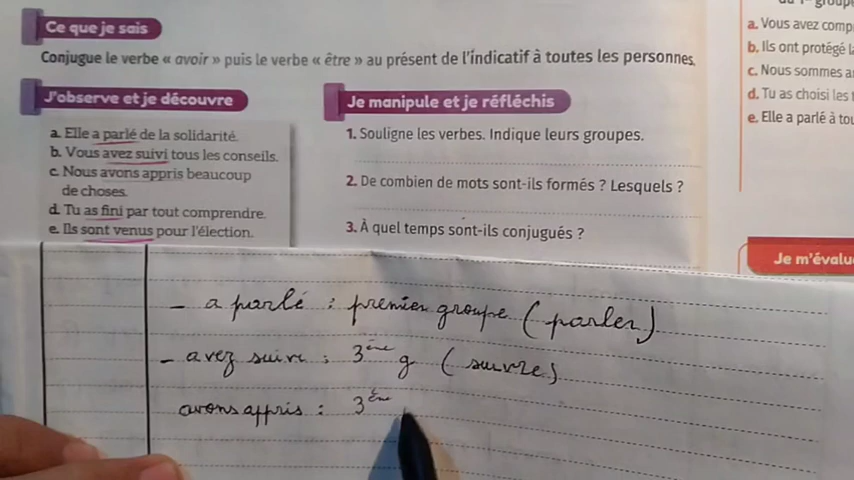 Ce que je sais
Conjugue le verbe « avoir » puis le verbe « être » au présent de l'indicatif à toutes les personnes.
J'observe et je découvre
a. Elle a parlé de la solidarité.
b. Vous avez suivi tous les conseils.
c. Nous avons appris beaucoup
de choses.
d. Tu as fini par tout comprendre.
e. Ils sont venus pour l'élection.
Je manipule et je réfléchis
1. Souligne les verbes. Indique leurs groupes.
2. De combien de mots sont-ils formés ? Lesquels ?
3. À quel temps sont-ils conjugués ?
a. Vous avez comp
b. Ils ont protégé l
c. Nous sommes a
d. Tu as choisi les
e. Elle a parlé à tou
Je m'évalu
- a parlé : premier groupe (parler)
- avez suivi : 3ème g (suivre)
avons appris : 3ème